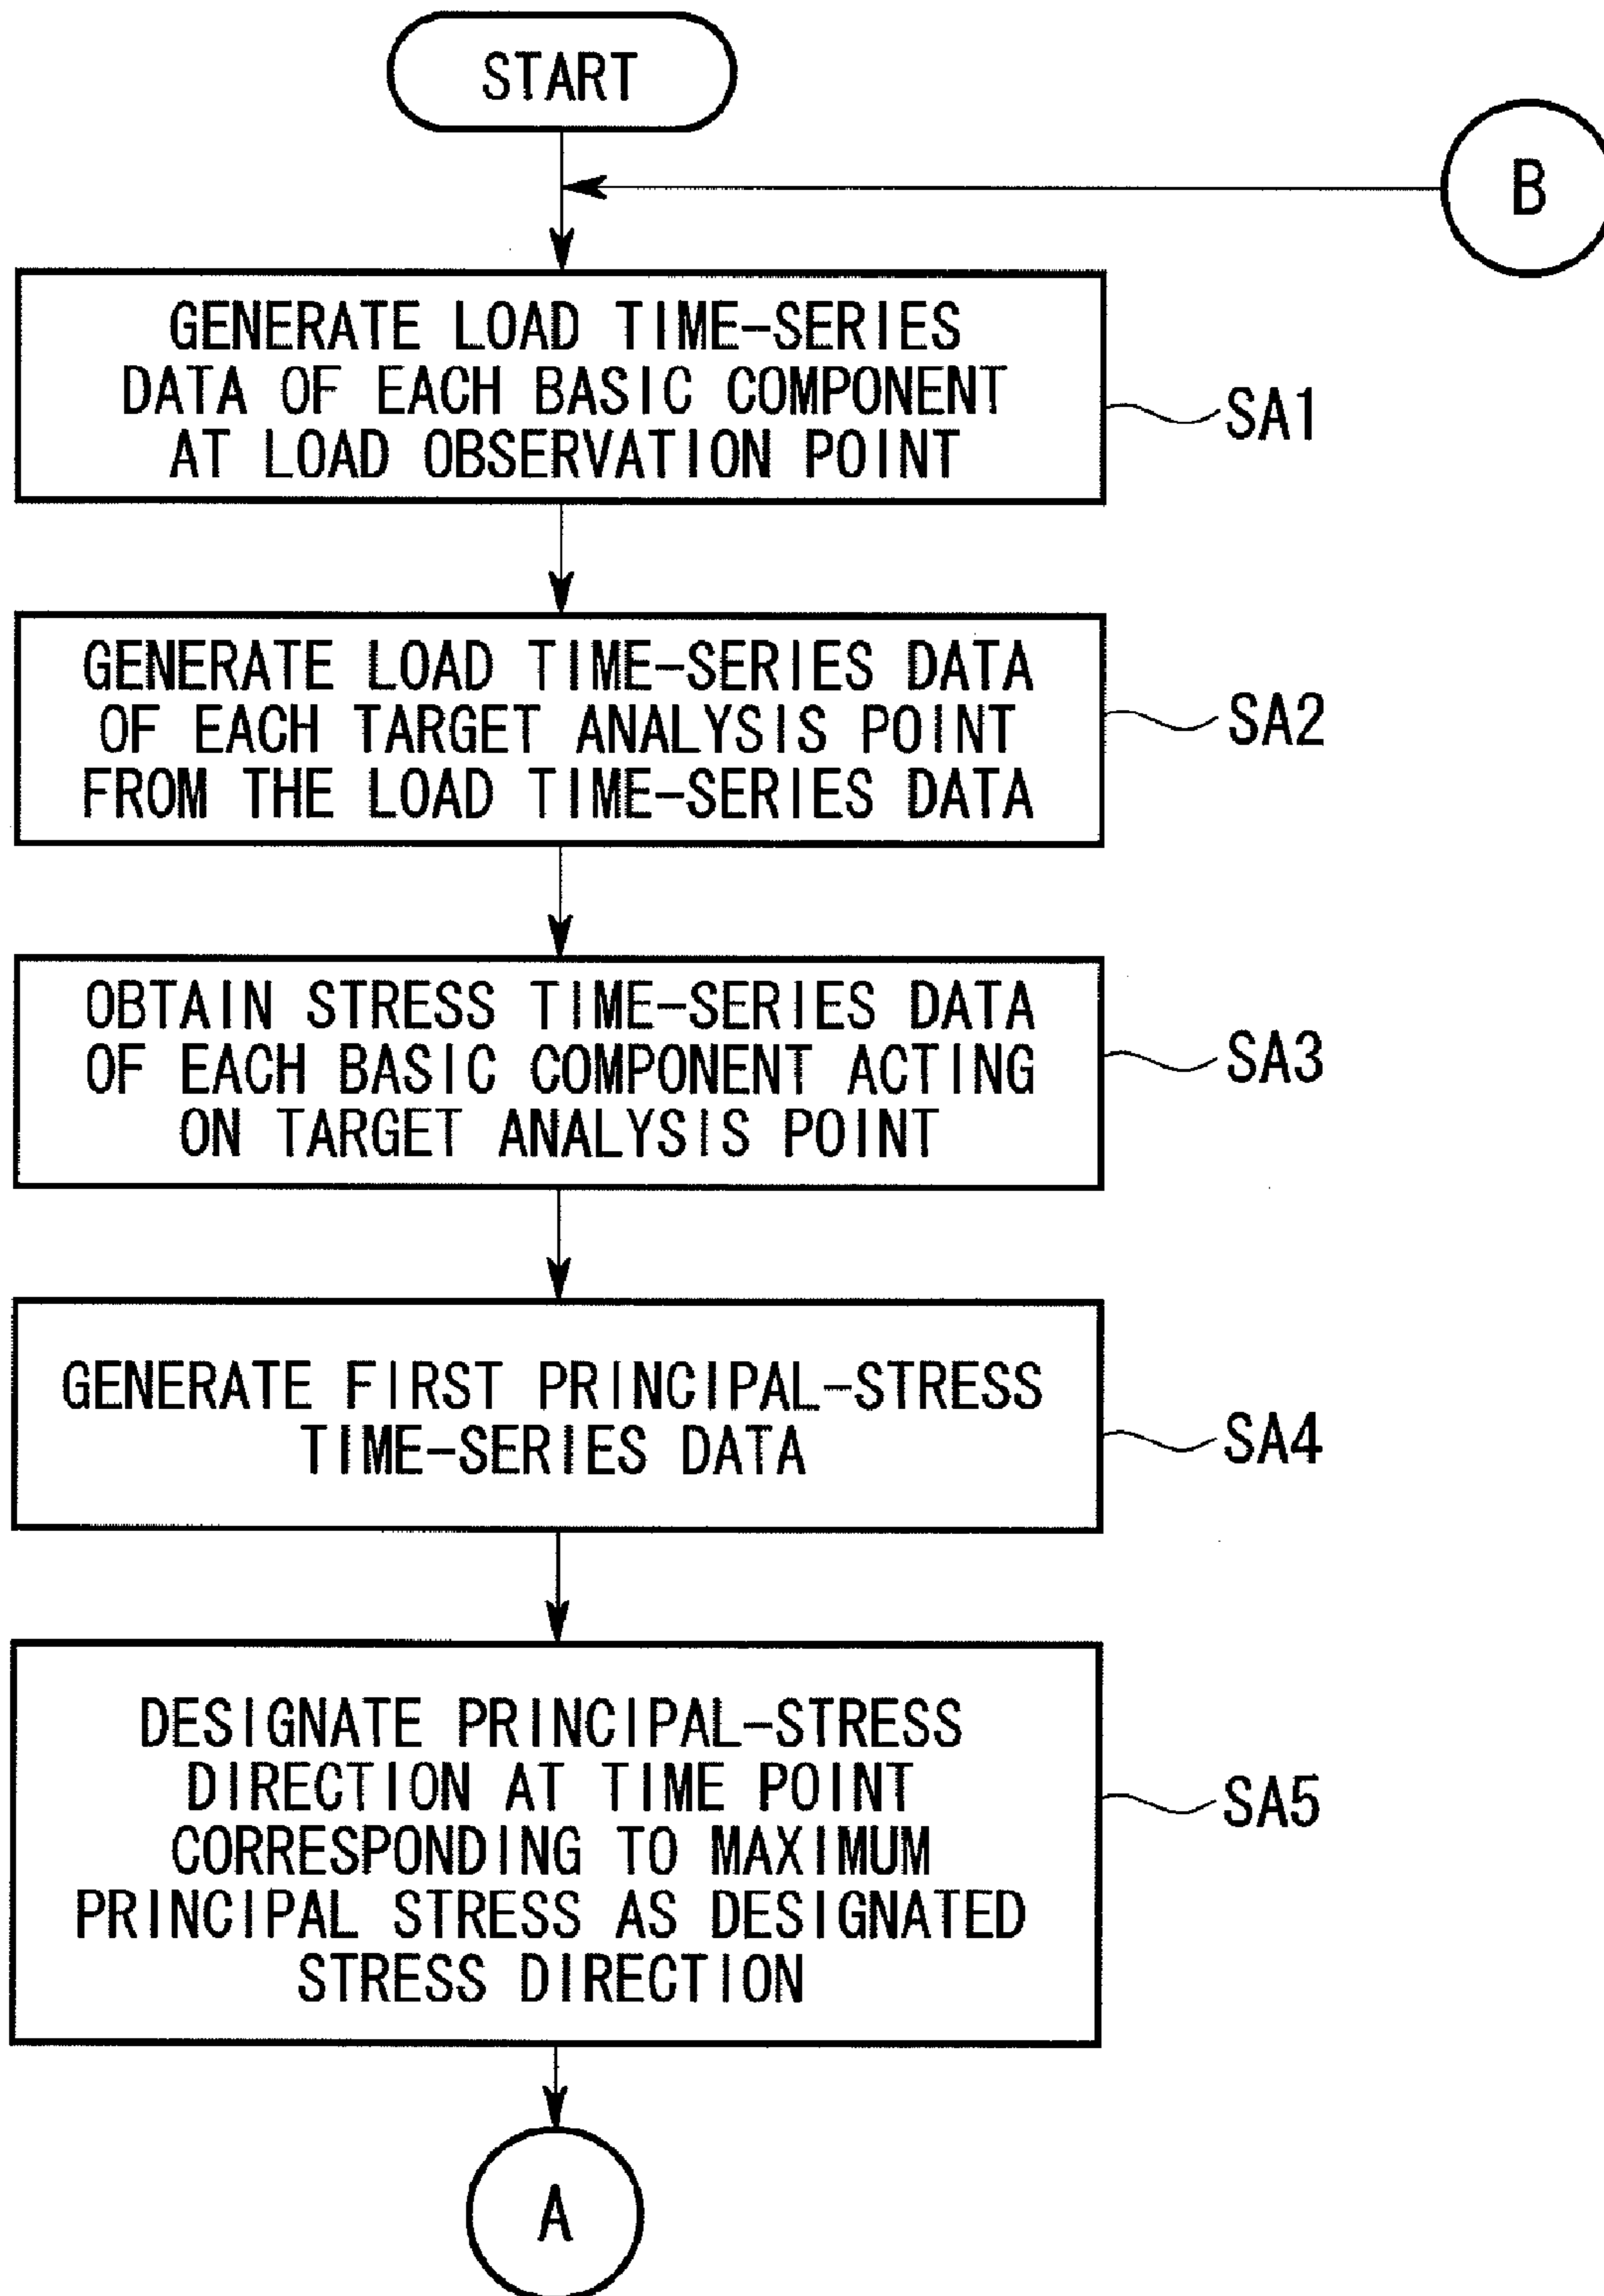 START
B
GENERATE LOAD TIME-SERIES
DATA OF EACH BASIC COMPONENT
AT LOAD OBSERVATION POINT
SA1
GENERATE LOAD TIME-SERIES DATA
OF EACH TARGET ANALYSIS POINT
FROM THE LOAD TIME-SERIES DATA
SA2
OBTAIN STRESS TIME-SERIES DATA
OF EACH BASIC COMPONENT ACTING
ON TARGET ANALYSIS POINT
SA3
GENERATE FIRST PRINCIPAL-STRESS
TIME-SERIES DATA
SA4
DESIGNATE PRINCIPAL-STRESS
DIRECTION AT TIME POINT
CORRESPONDING TO MAXIMUM
PRINCIPAL STRESS AS DESIGNATED
STRESS DIRECTION
SA5
A